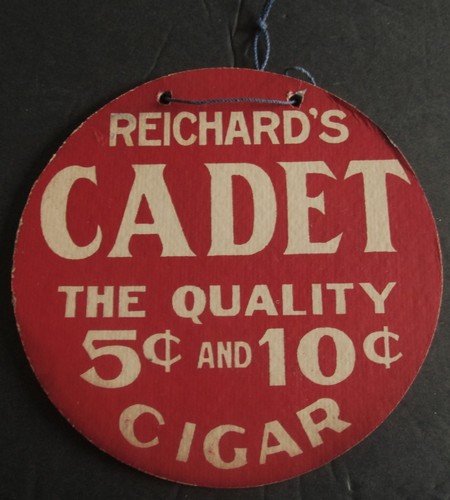 REICHARD'S
CADET
THE QUALITY
5¢ AND 10¢
CIGAR